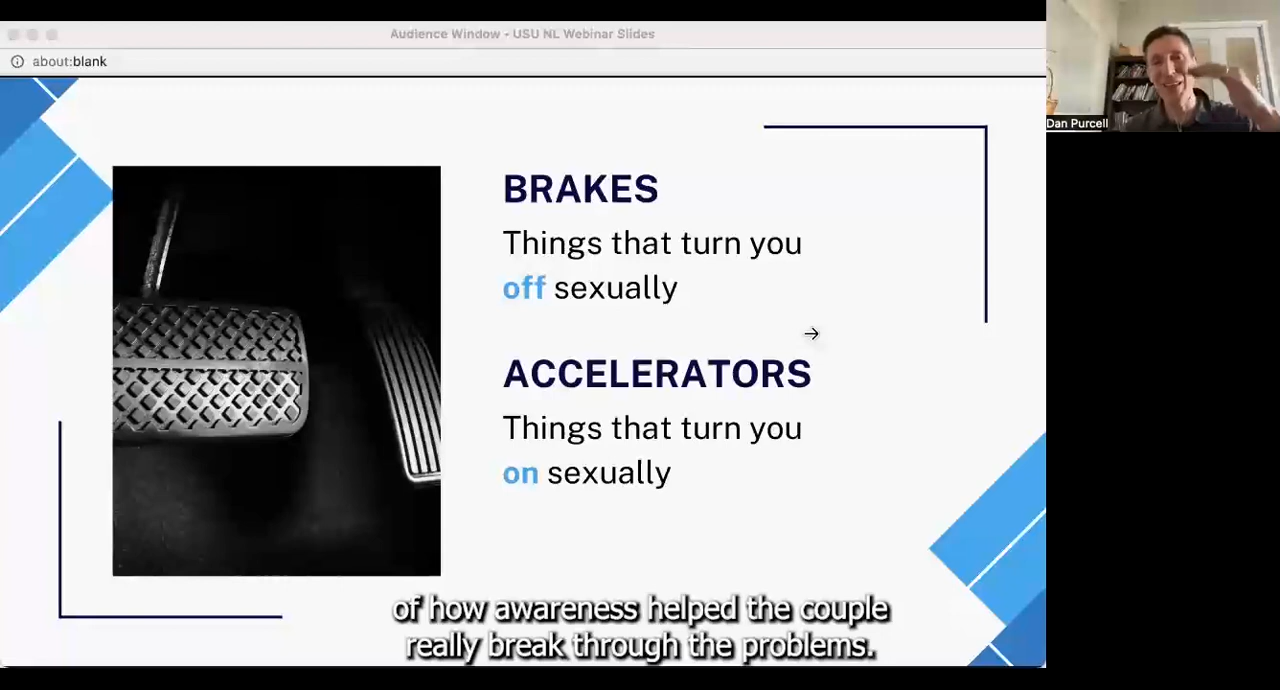 Audience Window - USU NL Webinar Slides
about:blank
Dan Purcell
BRAKES
Things that turn you
off sexually
ACCELERATORS
Things that turn you
on sexually
of how awareness helped the couple
really break through the problems.